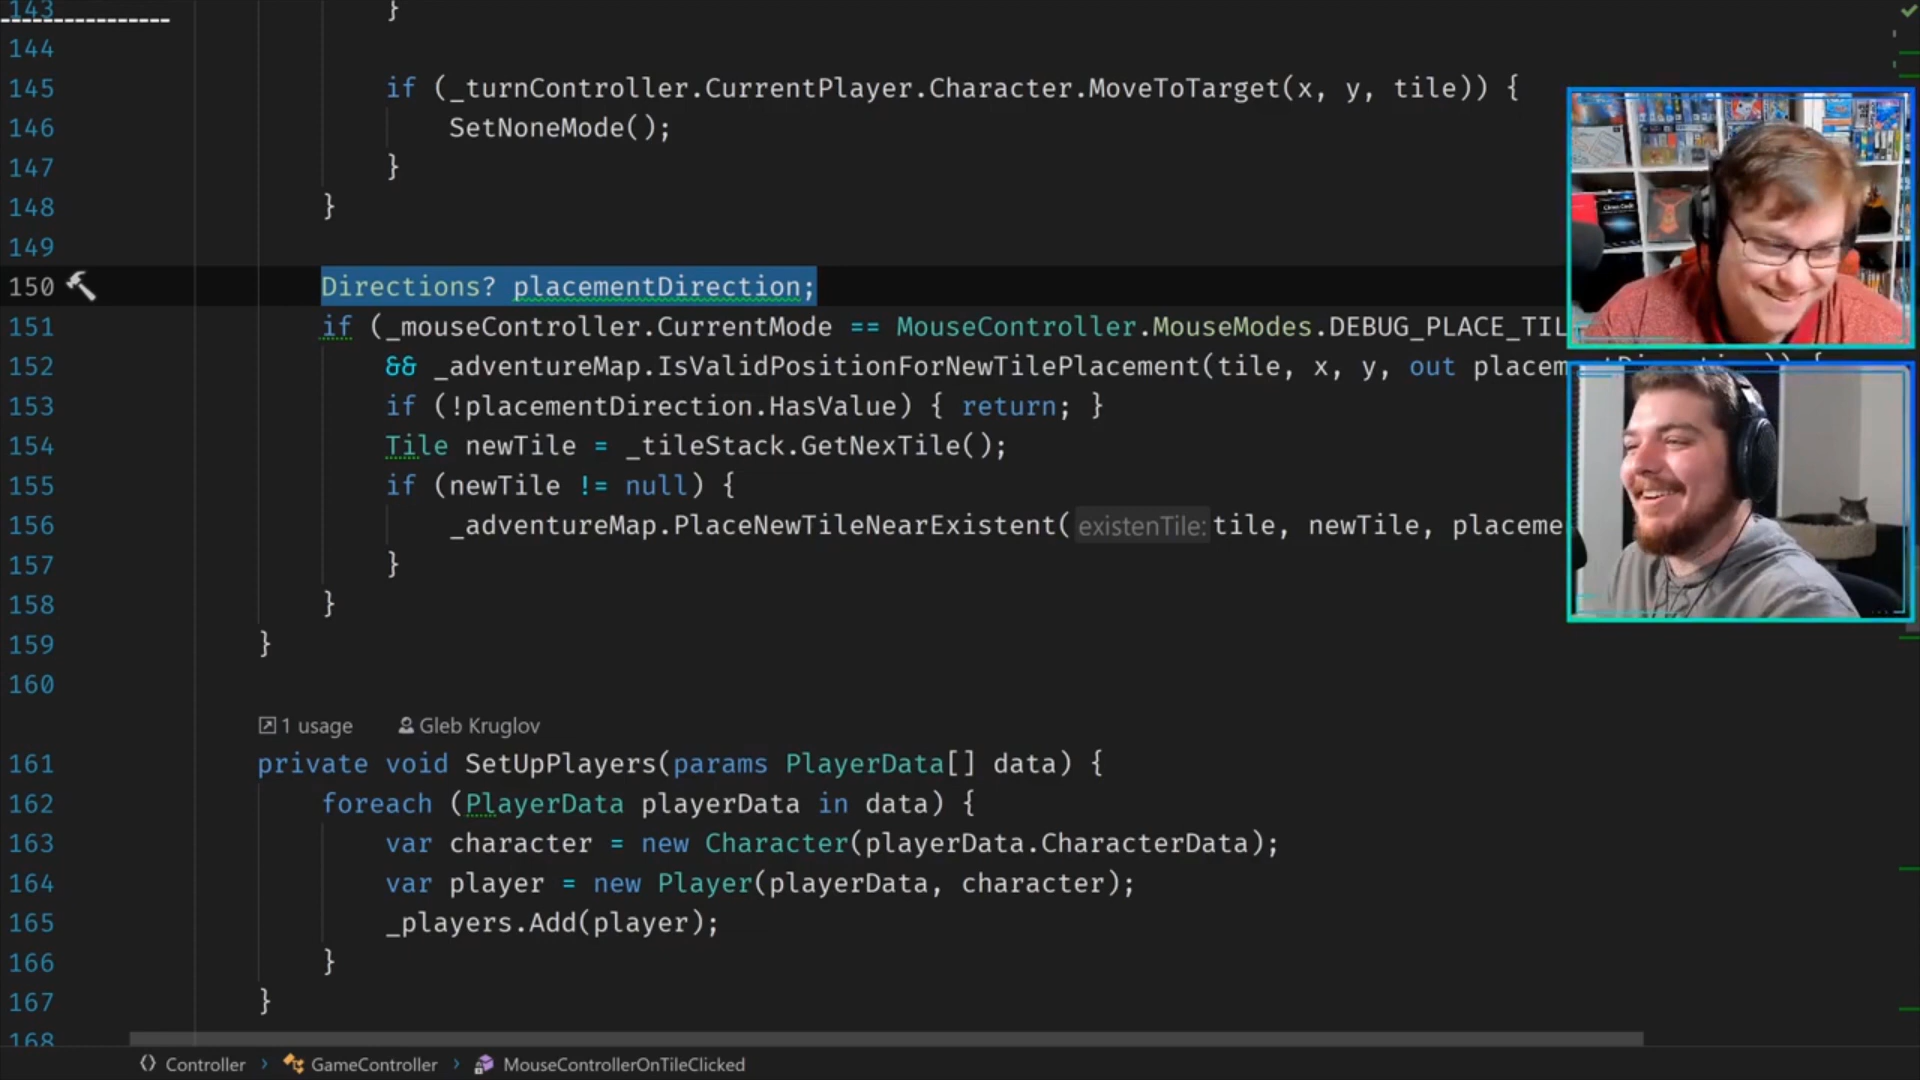 143 }
144
145 if (_turnController.CurrentPlayer.Character.MoveToTarget(x, y, tile)) {
146 SetNoneMode();
147 }
148 }
149
150 Directions? placementDirection;
151 if (_mouseController.CurrentMode == MouseController.MouseModes.DEBUG_PLACE_TIL
152 && _adventureMap.IsValidPositionForNewTilePlacement(tile, x, y, out placem
153 if (!placementDirection.HasValue) { return; }
154 Tile newTile = _tileStack.GetNexTile();
155 if (newTile != null) {
156 _adventureMap.PlaceNewTileNearExistent(existenTile: tile, newTile, placeme
157 }
158 }
159 }
160
1 usage Gleb Kruglov
161 private void SetUpPlayers(params PlayerData[] data) {
162 foreach (PlayerData playerData in data) {
163 var character = new Character(playerData.CharacterData);
164 var player = new Player(playerData, character);
165 _players.Add(player);
166 }
167 }
168
Controller > GameController > MouseControllerOnTileClicked